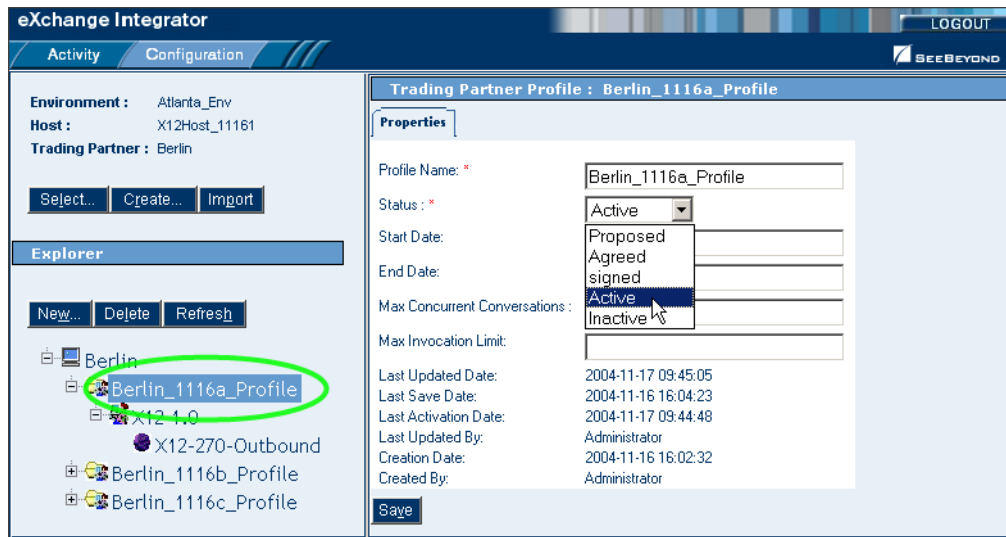 eXchange Integrator
LOGOUT
Activity
Configuration
SEEBEYOND
Environment : Atlanta_Env
Host : X12Host_11161
Trading Partner : Berlin
Select... Create... Import
Explorer
New... Delete Refresh
Berlin
Berlin_1116a_Profile
X12-1.0
X12-270-Outbound
Berlin_1116b_Profile
Berlin_1116c_Profile
Trading Partner Profile : Berlin_1116a_Profile
Properties
Profile Name: * Berlin_1116a_Profile
Status : * Active
Proposed
Agreed
signed
Active
Inactive
Start Date:
End Date:
Max Concurrent Conversations :
Max Invocation Limit:
Last Updated Date: 2004-11-17 09:45:05
Last Save Date: 2004-11-16 16:04:23
Last Activation Date: 2004-11-17 09:44:48
Last Updated By: Administrator
Creation Date: 2004-11-16 16:02:32
Created By: Administrator
Save